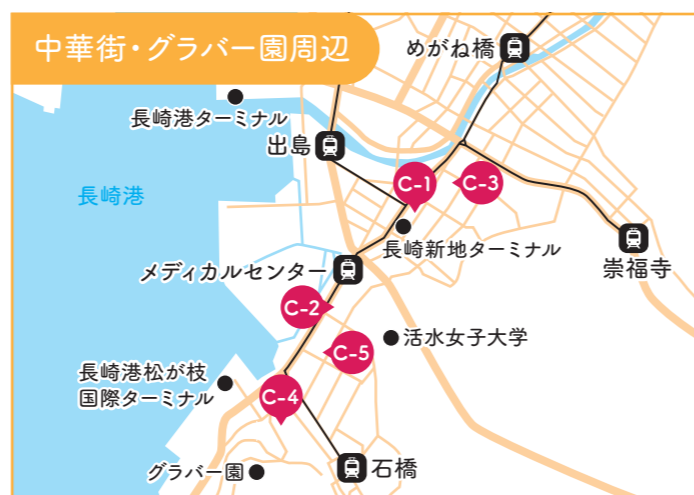 中華街・グラバー園周辺
めがね橋
長崎港ターミナル
出島
長崎港
C-1
C-3
長崎新地ターミナル
崇福寺
メディカルセンター
C-2
活水女子大学
C-5
長崎港松が枝
国際ターミナル
C-4
グラバー園
石橋